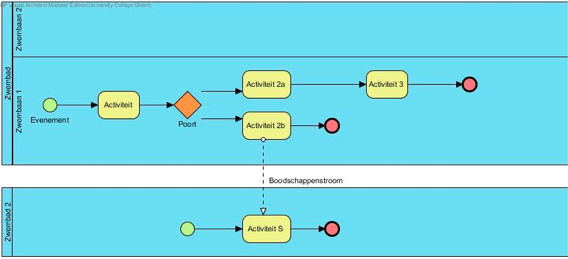 BP Visual Architect Modeler Edition(University College Ghent)
Zwembad
Zwembaan 2
Zwembaan 1
Evenement
Activiteit
Poort
Activiteit 2a
Activiteit 3
Activiteit 2b
Boodschappenstroom
Zwembad 2
Activiteit S